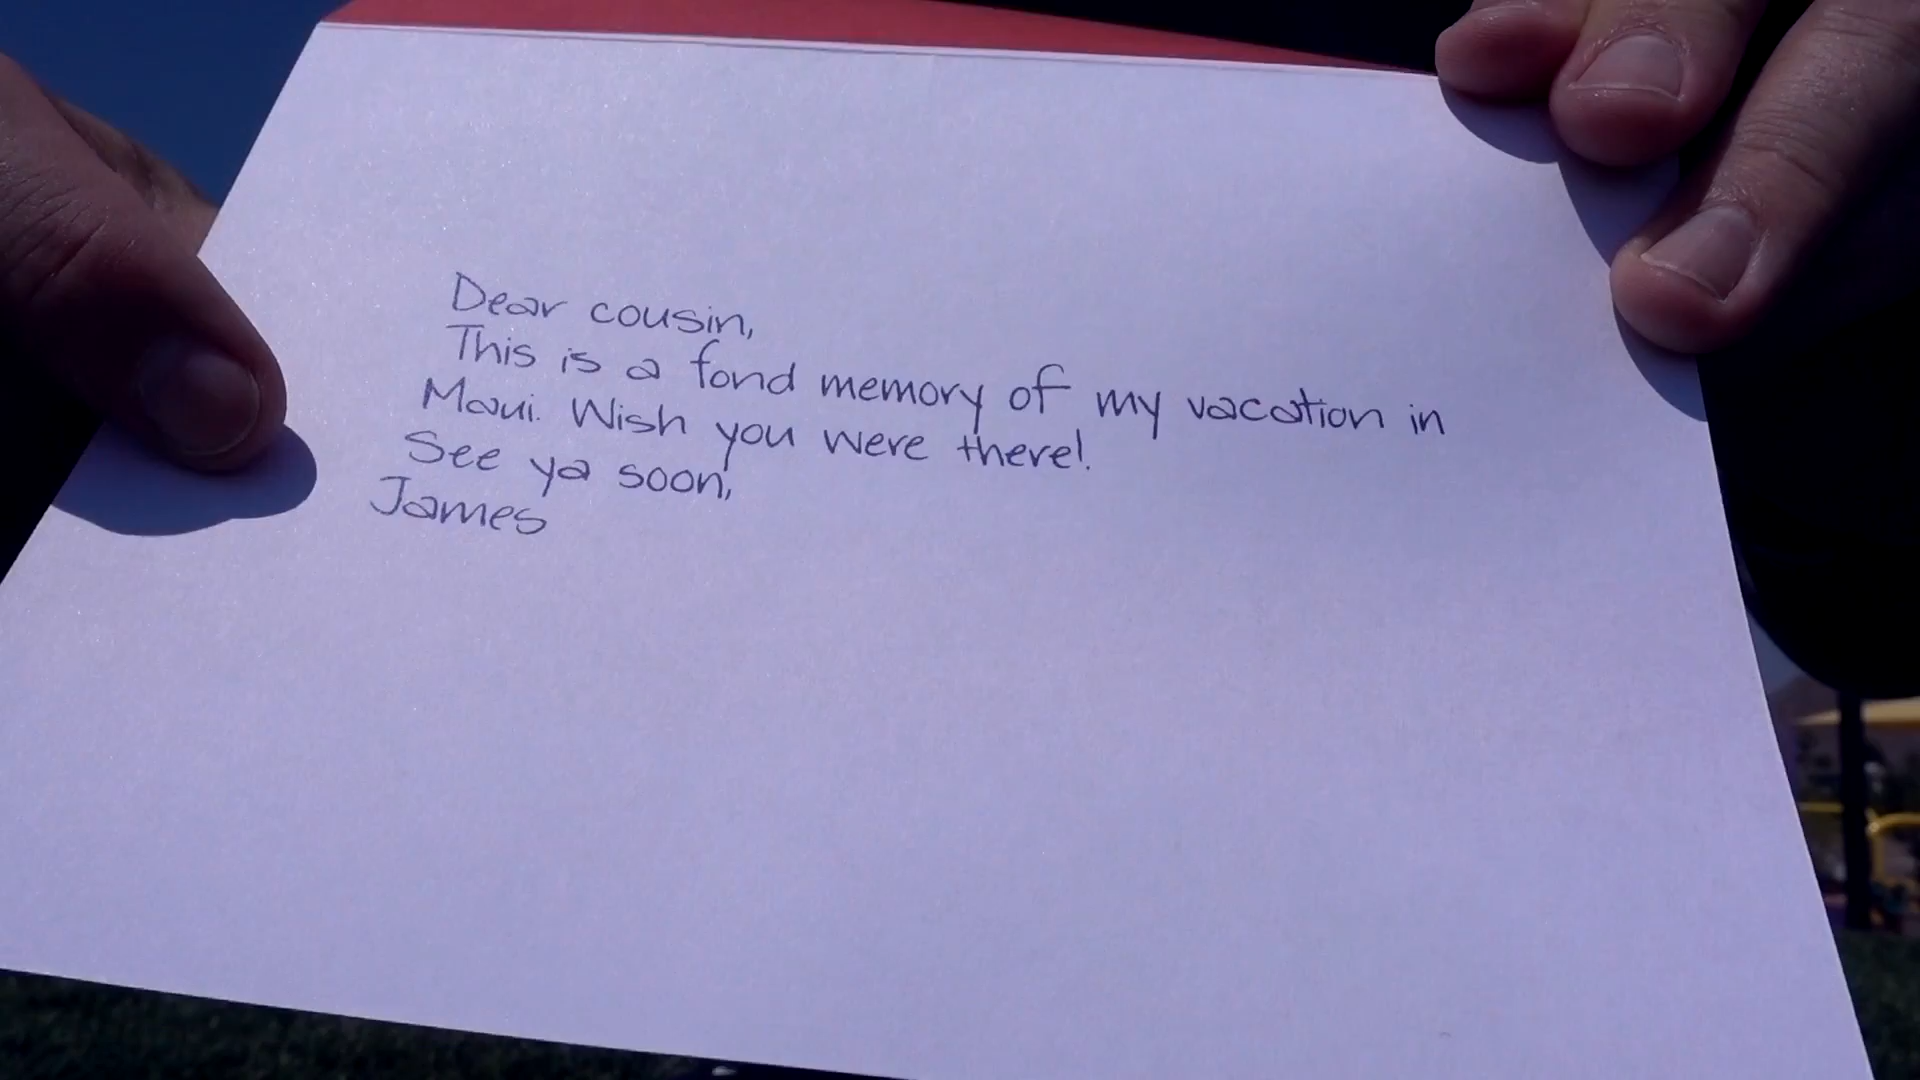 Dear cousin,
This is a fond memory of my vacation in
Maui. Wish you were there!
See ya soon,
James